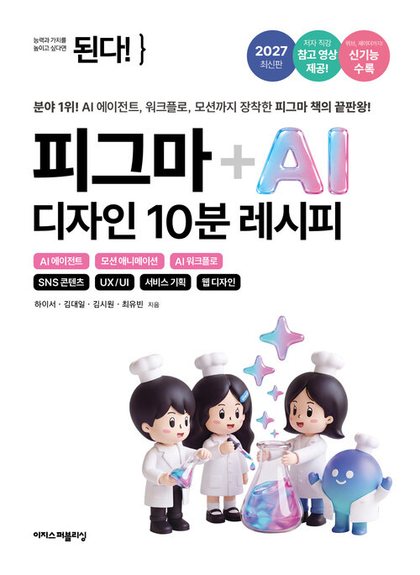 능력과 가치를
높이고 싶다면
된다! }
2027
최신판
저자 직강
참고 영상
제공!
신기능
수록
분야 1위! AI 에이전트, 워크플로, 모션까지 장착한 피그마 책의 끝판왕!
피그마 + AI
디자인 10분 레시피
AI 에이전트 모션 애니메이션 AI 워크플로
SNS 콘텐츠 UX/UI 서비스 기획 웹 디자인
하이서 · 김대일 · 김시원 · 최유빈 지음
이지스퍼블리싱